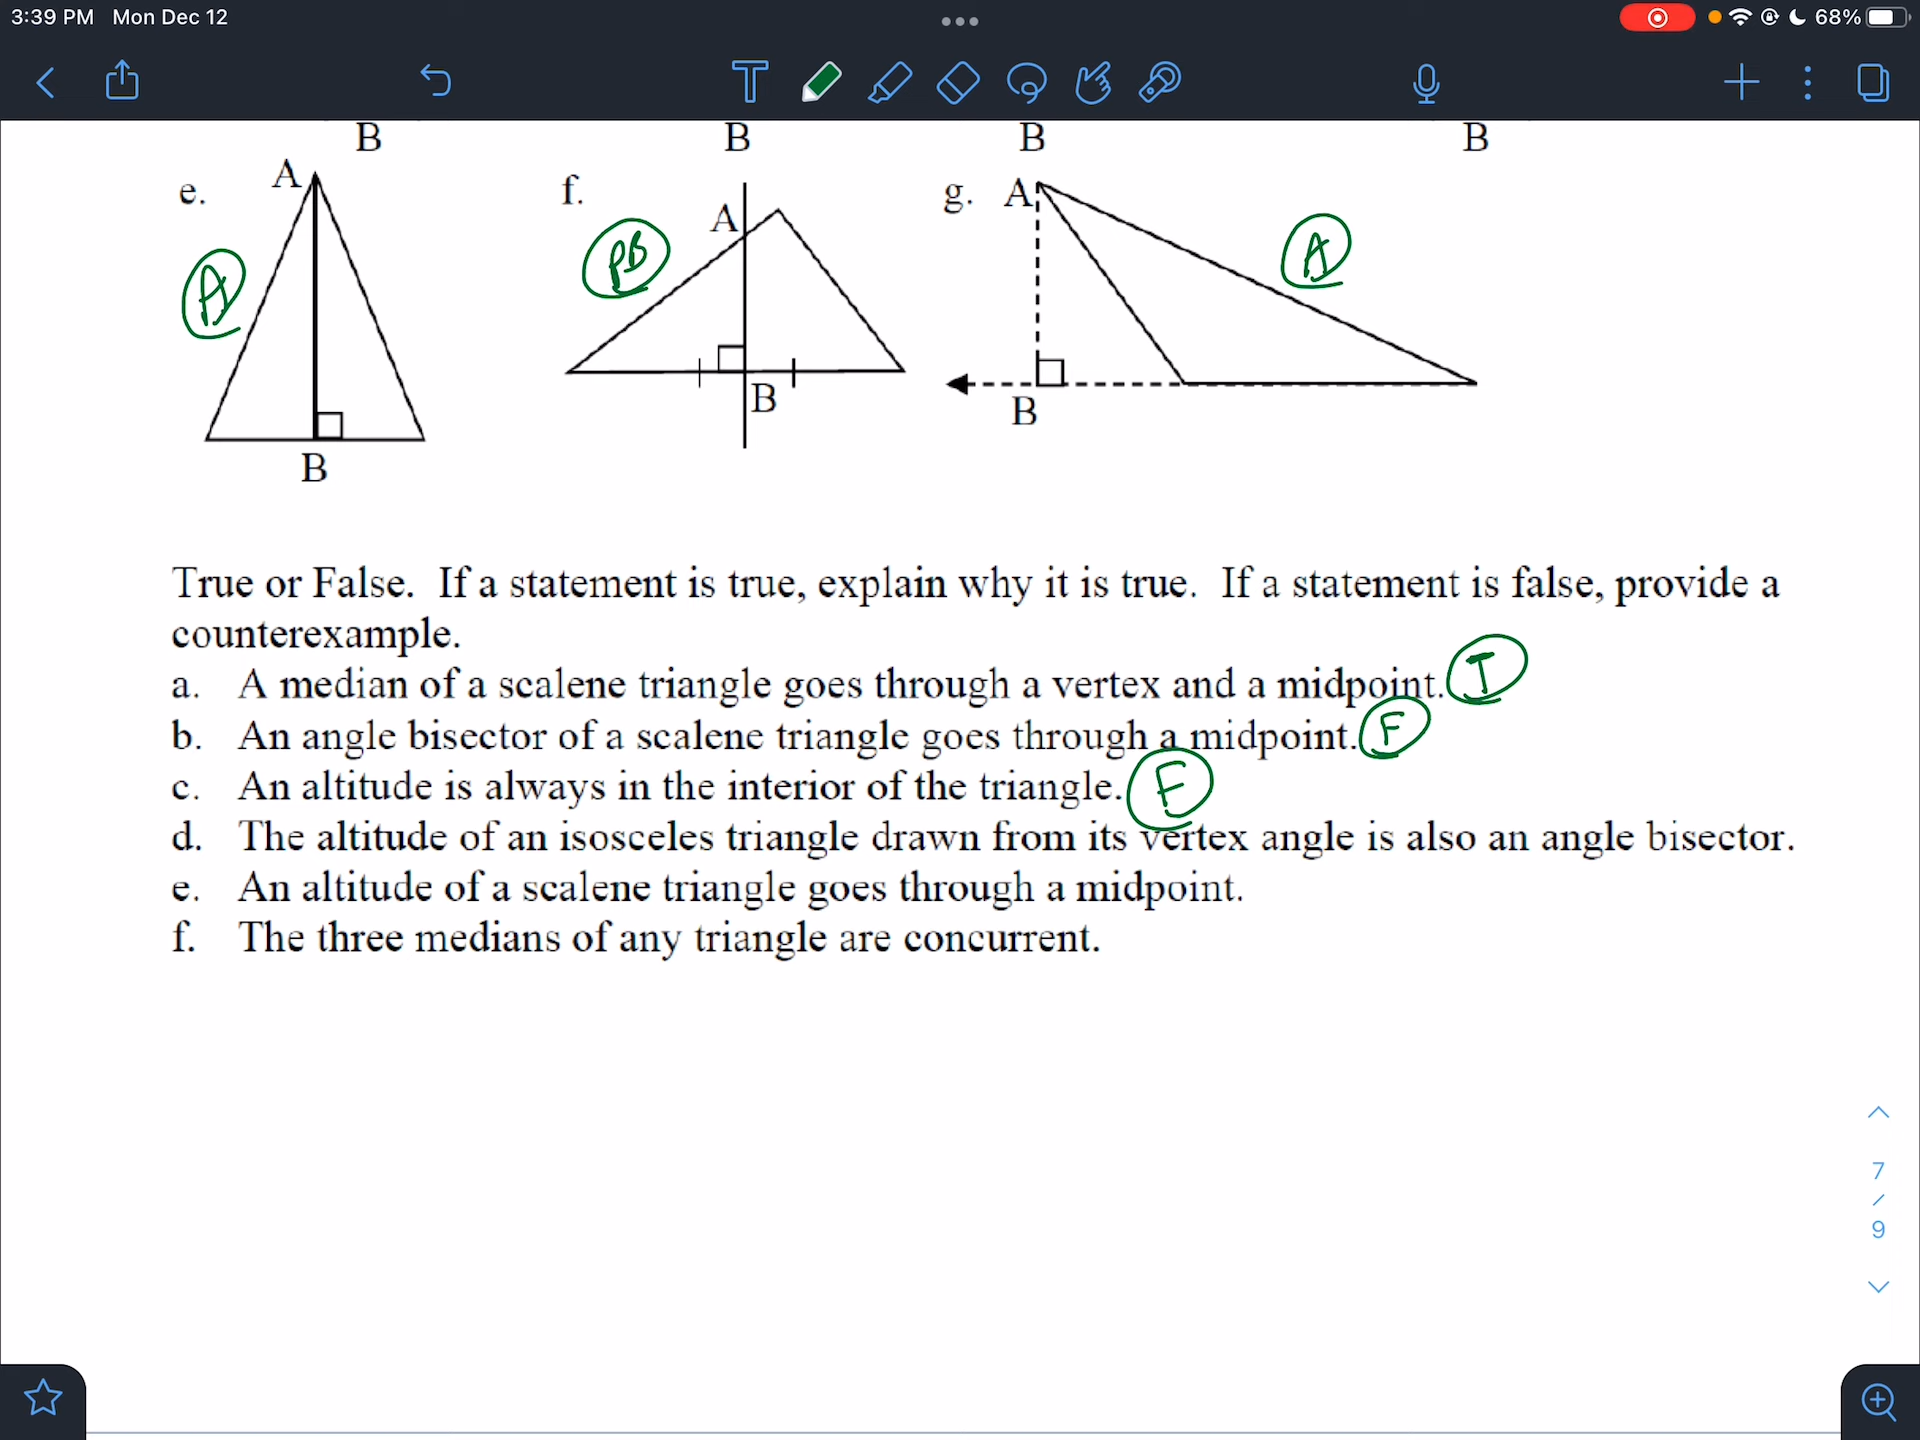 3:39 PM Mon Dec 12
68%
B B B B
e. A
f. A
g. A
A
PB
A
B
B
B
True or False. If a statement is true, explain why it is true. If a statement is false, provide a
counterexample.
a. A median of a scalene triangle goes through a vertex and a midpoint. T
b. An angle bisector of a scalene triangle goes through a midpoint. F
c. An altitude is always in the interior of the triangle. F
d. The altitude of an isosceles triangle drawn from its vertex angle is also an angle bisector.
e. An altitude of a scalene triangle goes through a midpoint.
f. The three medians of any triangle are concurrent.
7
/
9